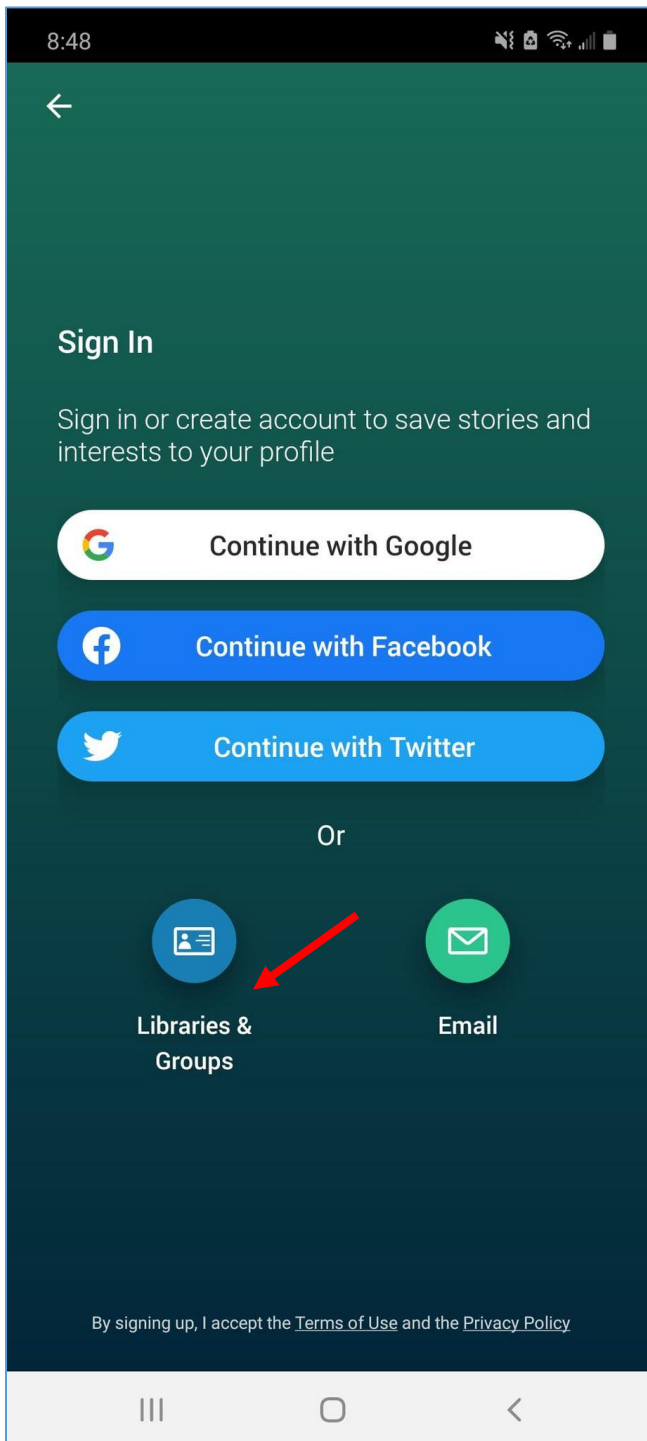 8:48
Sign In
Sign in or create account to save stories and
interests to your profile
Continue with Google
Continue with Facebook
Continue with Twitter
Or
Libraries &
Groups
Email
By signing up, I accept the Terms of Use and the Privacy Policy